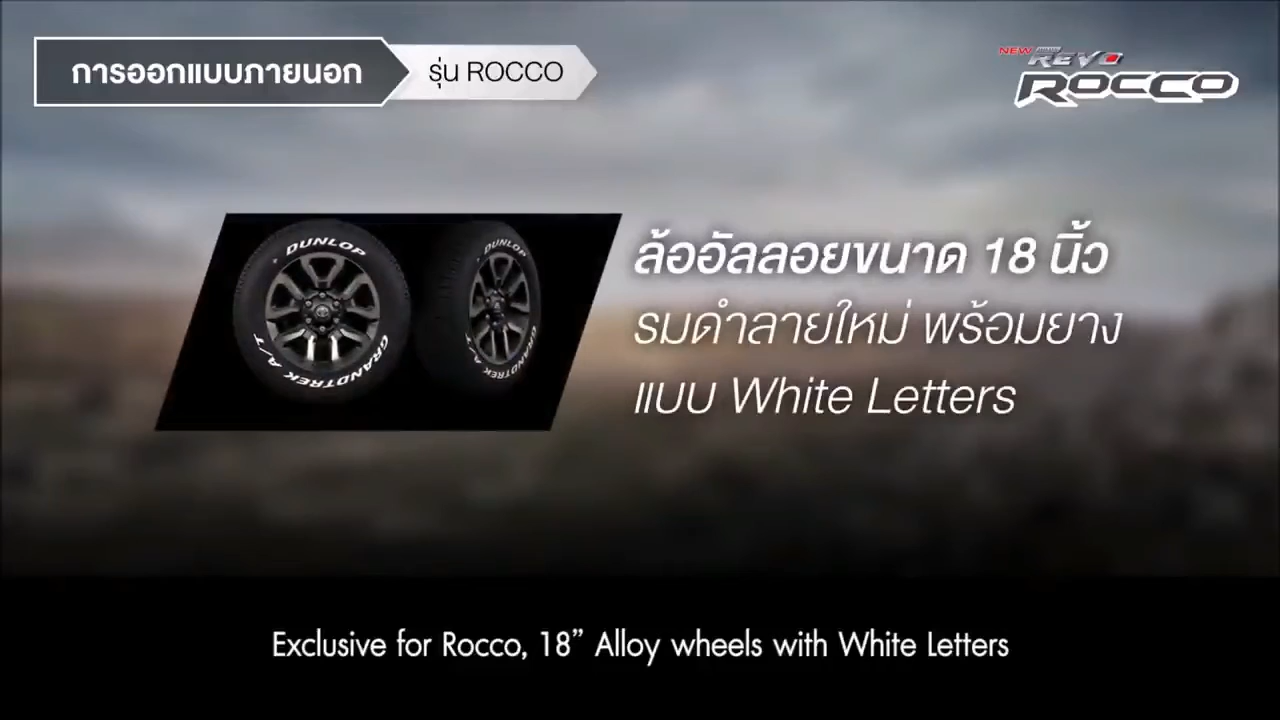 การออกแบบภายนอก
รุ่น ROCCO
NEW
REVO
ROCCO
DUNLOP
GRANDTREK A/T
DUNLOP
GRANDTREK A/T
ล้ออัลลอยขนาด 18 นิ้ว
รมดำลายใหม่ พร้อมยาง
แบบ White Letters
Exclusive for Rocco, 18” Alloy wheels with White Letters